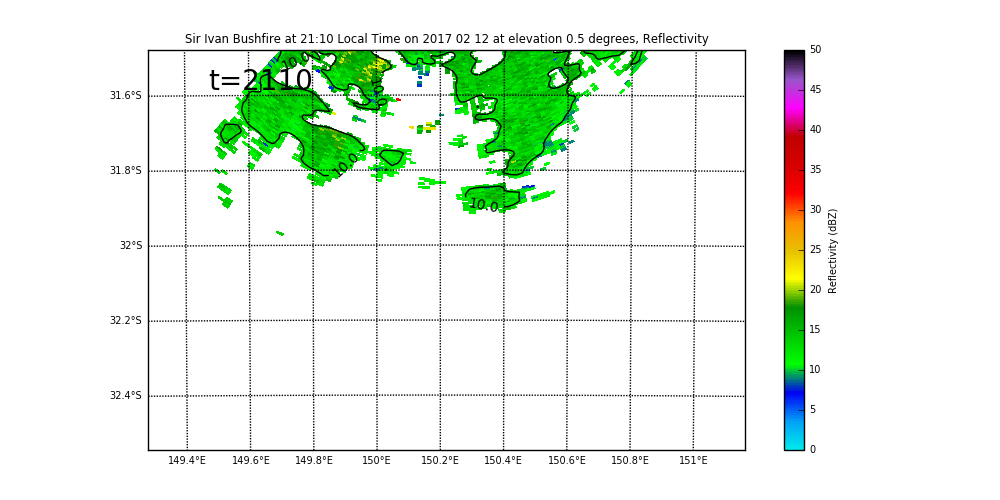 Sir Ivan Bushfire at 21:10 Local Time on 2017 02 12 at elevation 0.5 degrees, Reflectivity
t=2110
10.0
10.0
10.0
31.6°S
31.8°S
32°S
32.2°S
32.4°S
149.4°E 149.6°E 149.8°E 150°E 150.2°E 150.4°E 150.6°E 150.8°E 151°E
50
45
40
35
30
25
20
15
10
5
0
Reflectivity (dBZ)